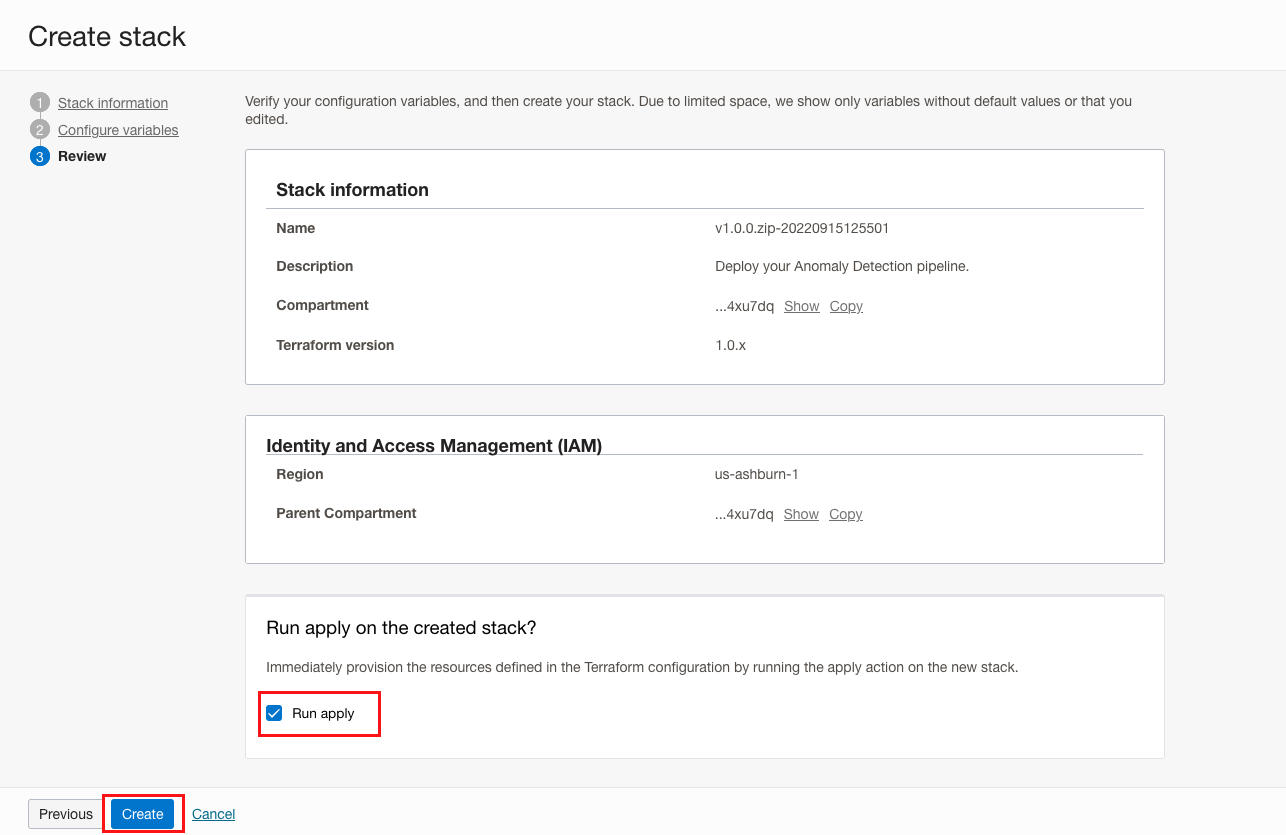 Create stack
1 Stack information
2 Configure variables
3 Review
Verify your configuration variables, and then create your stack. Due to limited space, we show only variables without default values or that you
edited.
Stack information
Name v1.0.0.zip-20220915125501
Description Deploy your Anomaly Detection pipeline.
Compartment ...4xu7dq Show Copy
Terraform version 1.0.x
Identity and Access Management (IAM)
Region us-ashburn-1
Parent Compartment ...4xu7dq Show Copy
Run apply on the created stack?
Immediately provision the resources defined in the Terraform configuration by running the apply action on the new stack.
Run apply
Previous Create Cancel